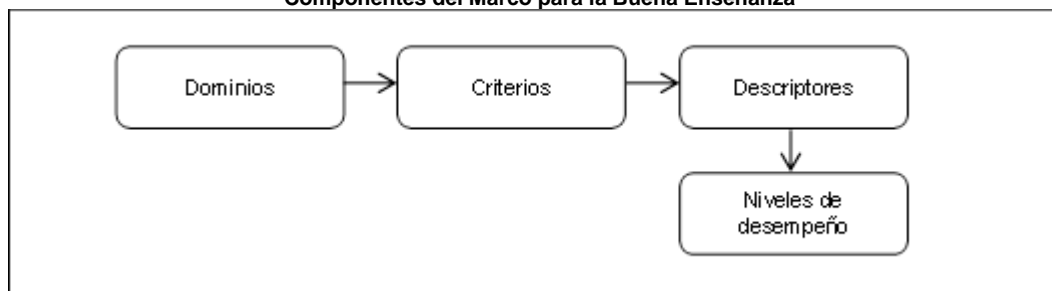 Componentes del Marco para la Buena Enseñanza
Dominios
Criterios
Descriptores
Niveles de
desempeño